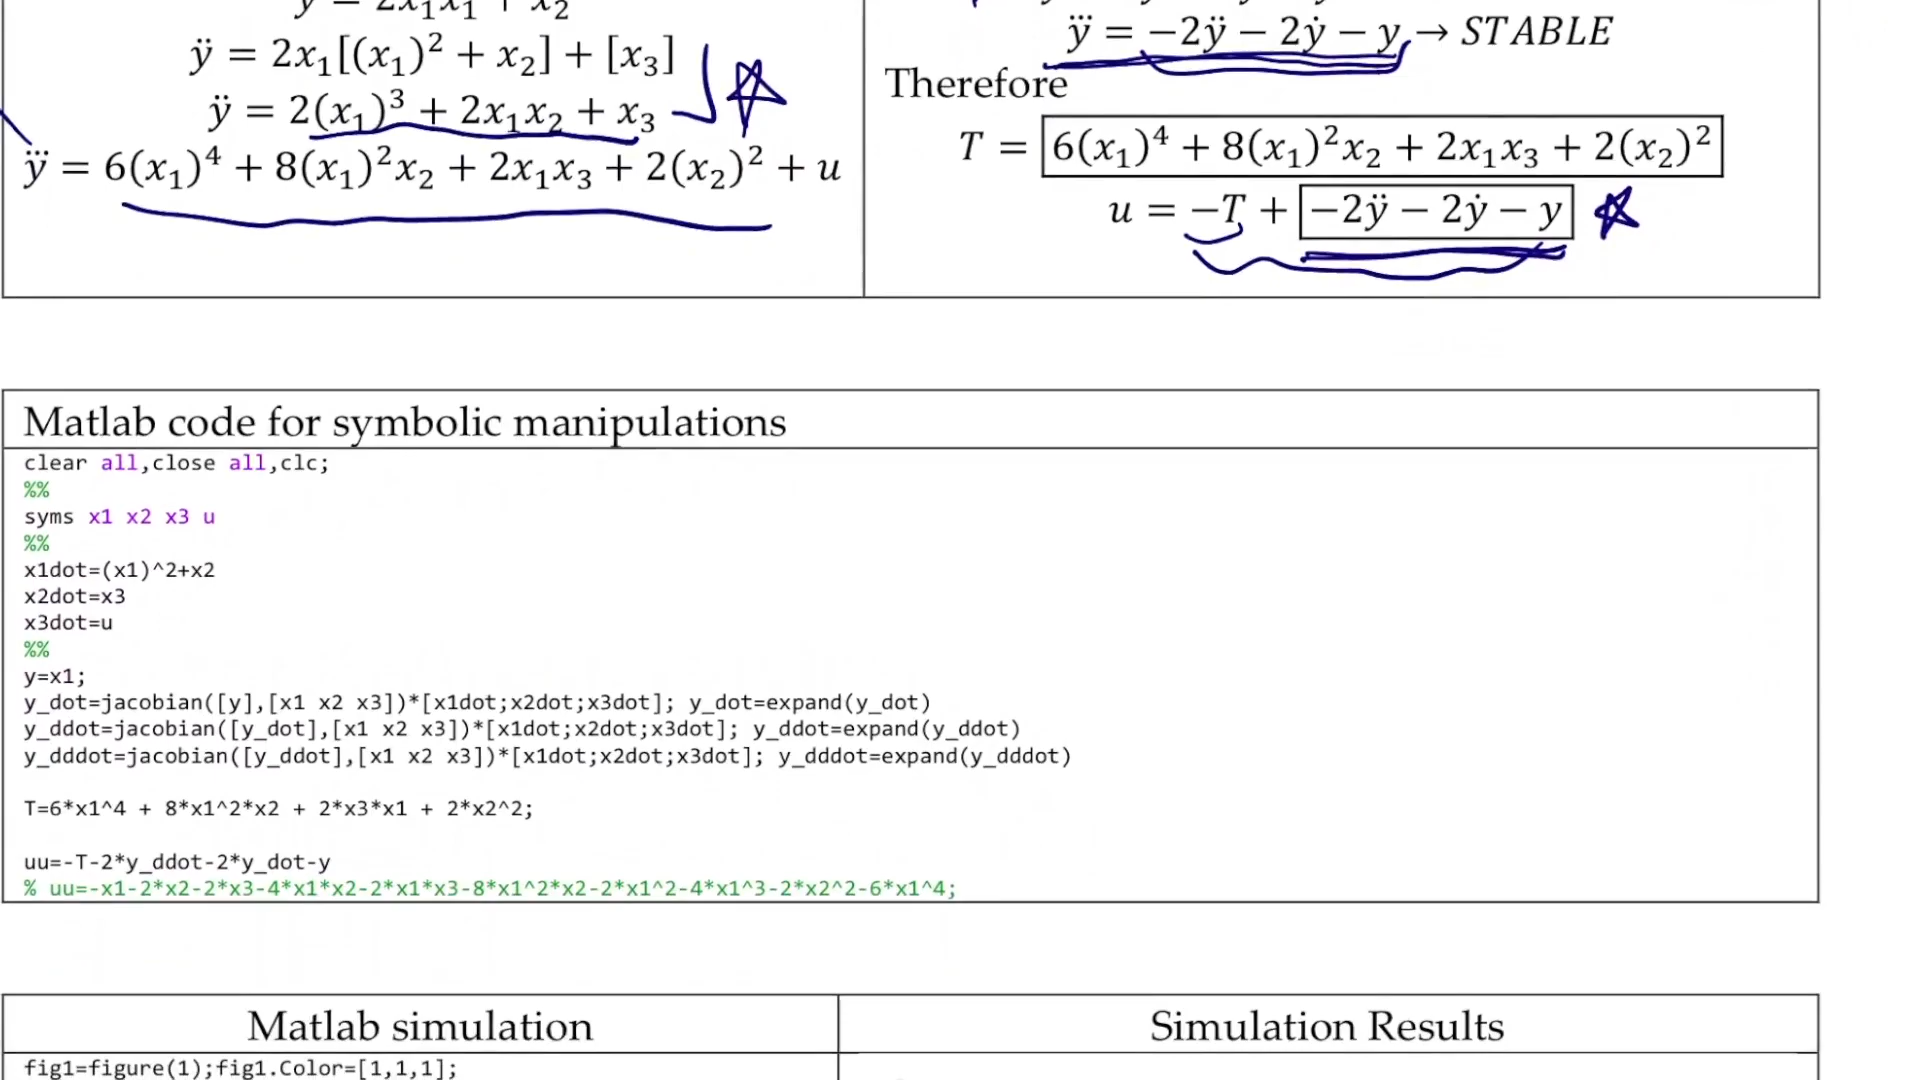 ẏ = 2x₁ẋ₁ + ẋ₂
ÿ = 2x₁[(x₁)² + x₂] + [x₃]
ÿ = 2(x₁)³ + 2x₁x₂ + x₃
y⃛ = 6(x₁)⁴ + 8(x₁)²x₂ + 2x₁x₃ + 2(x₂)² + u
y⃛ = −2ÿ − 2ẏ − y → STABLE
Therefore
T = 6(x₁)⁴ + 8(x₁)²x₂ + 2x₁x₃ + 2(x₂)²
u = −T + −2ÿ − 2ẏ − y
Matlab code for symbolic manipulations
clear all,close all,clc;
%%
syms x1 x2 x3 u
%%
x1dot=(x1)^2+x2
x2dot=x3
x3dot=u
%%
y=x1;
y_dot=jacobian([y],[x1 x2 x3])*[x1dot;x2dot;x3dot]; y_dot=expand(y_dot)
y_ddot=jacobian([y_dot],[x1 x2 x3])*[x1dot;x2dot;x3dot]; y_ddot=expand(y_ddot)
y_dddot=jacobian([y_ddot],[x1 x2 x3])*[x1dot;x2dot;x3dot]; y_dddot=expand(y_dddot)
T=6*x1^4 + 8*x1^2*x2 + 2*x3*x1 + 2*x2^2;
uu=-T-2*y_ddot-2*y_dot-y
% uu=-x1-2*x2-2*x3-4*x1*x2-2*x1*x3-8*x1^2*x2-2*x1^2-4*x1^3-2*x2^2-6*x1^4;
Matlab simulation
Simulation Results
fig1=figure(1);fig1.Color=[1,1,1];